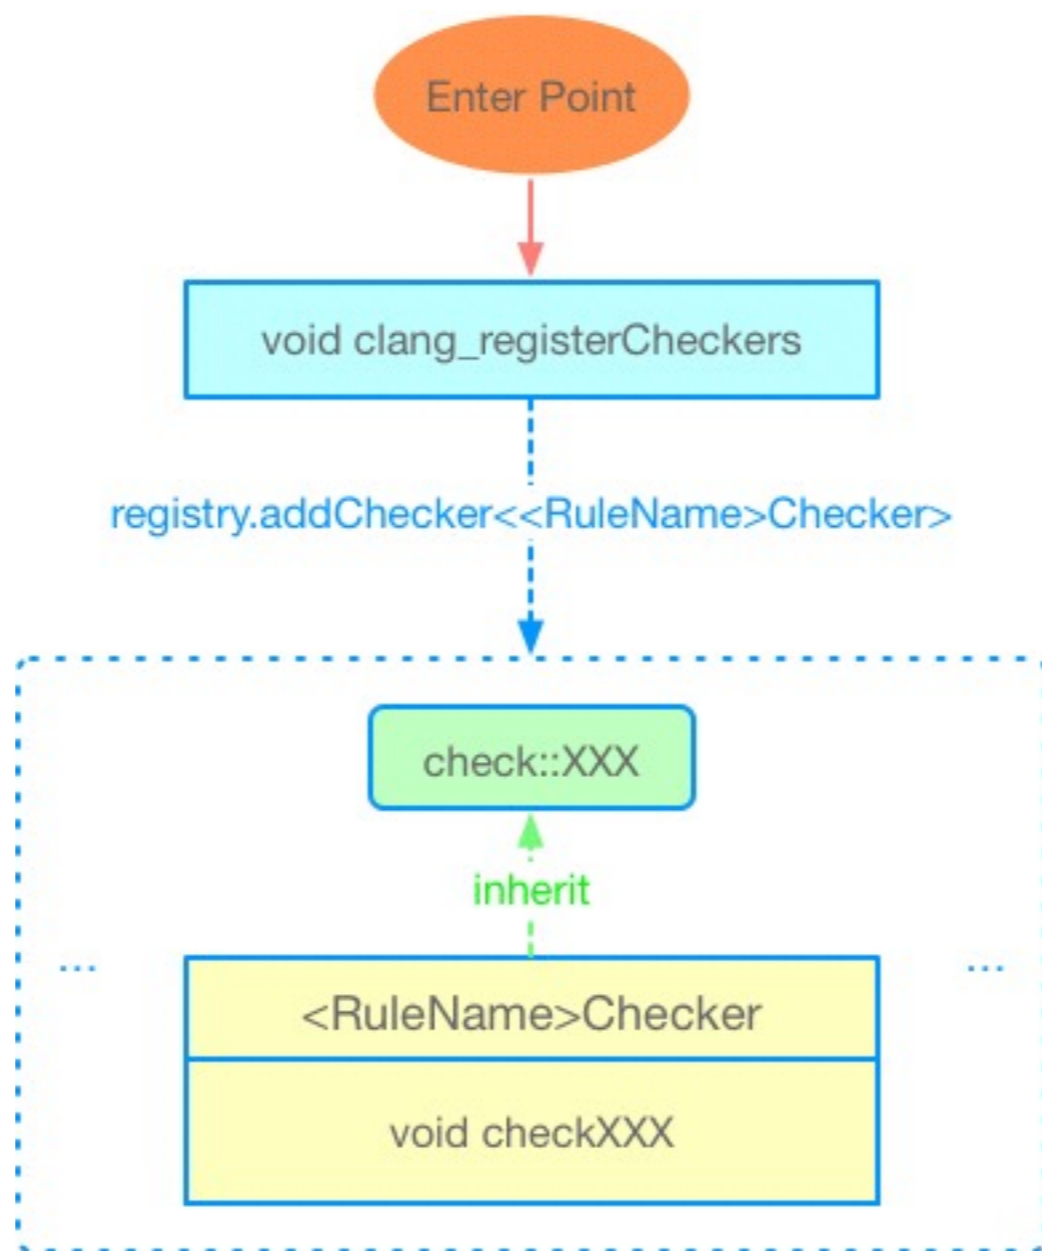 Enter Point
void clang_registerCheckers
registry.addChecker<<RuleName>Checker>
check::XXX
inherit
... ...
<RuleName>Checker
void checkXXX